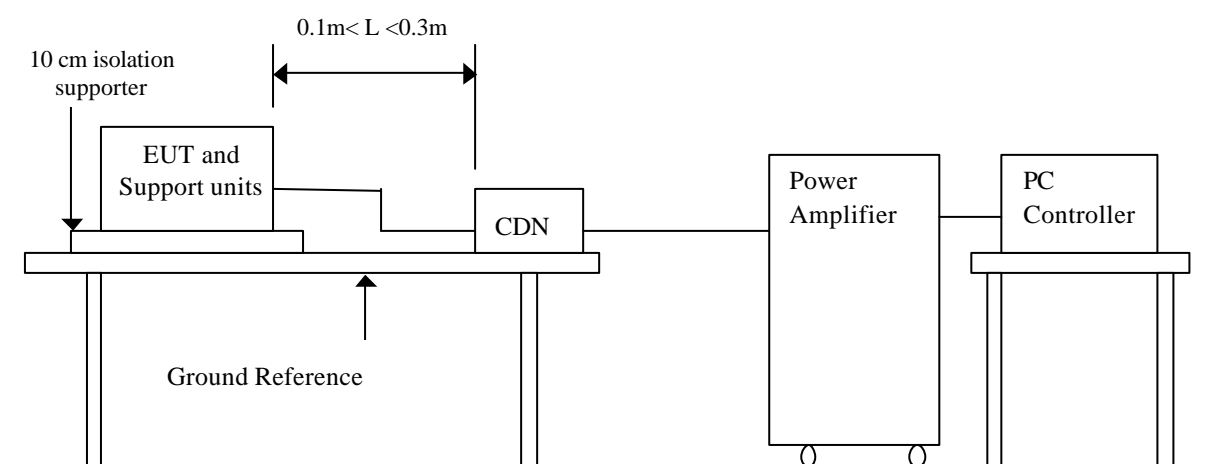 0.1m< L <0.3m
10 cm isolation
supporter
EUT and
Support units
CDN
Power
Amplifier
PC
Controller
Ground Reference